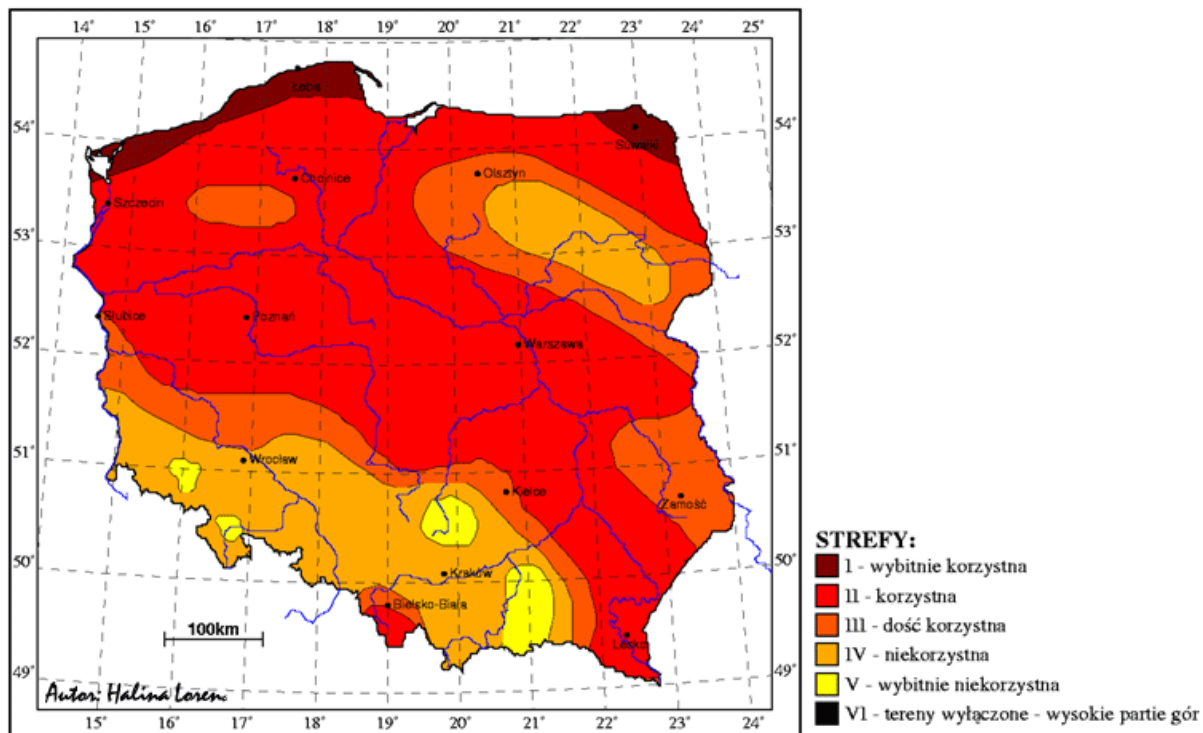 14° 15° 16° 17° 18° 19° 20° 21° 22° 23° 24° 25°
Łeba
54° 54°
Suwałki
Chojnice
Olsztyn
Szczecin
53° 53°
Słubice
Poznań
52° 52°
Warszawa
51° 51°
Wrocław
Kielce
Zamość
50° 50°
Kraków
Bielsko-Biała
100km
Lesko
49° 49°
Autor: Halina Lorenc
15° 16° 17° 18° 19° 20° 21° 22° 23° 24°
STREFY:
I - wybitnie korzystna
II - korzystna
III - dość korzystna
IV - niekorzystna
V - wybitnie niekorzystna
VI - tereny wyłączone - wysokie partie gór